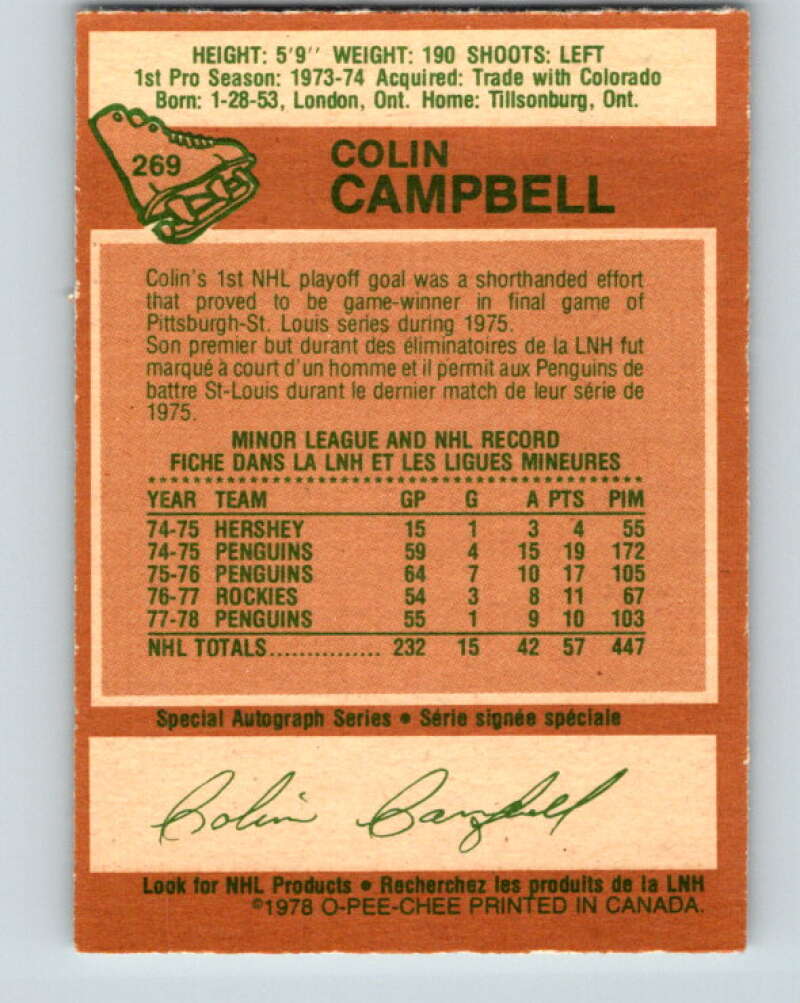 HEIGHT: 5'9'' WEIGHT: 190 SHOOTS: LEFT
1st Pro Season: 1973-74 Acquired: Trade with Colorado
Born: 1-28-53, London, Ont. Home: Tillsonburg, Ont.
269
COLIN
CAMPBELL
Colin's 1st NHL playoff goal was a shorthanded effort
that proved to be game-winner in final game of
Pittsburgh-St. Louis series during 1975.
Son premier but durant des éliminatoires de la LNH fut
marqué à court d'un homme et il permit aux Penguins de
battre St-Louis durant le dernier match de leur série de
1975.
MINOR LEAGUE AND NHL RECORD
FICHE DANS LA LNH ET LES LIGUES MINEURES
YEAR TEAM GP G A PTS PIM
74-75 HERSHEY 15 1 3 4 55
74-75 PENGUINS 59 4 15 19 172
75-76 PENGUINS 64 7 10 17 105
76-77 ROCKIES 54 3 8 11 67
77-78 PENGUINS 55 1 9 10 103
NHL TOTALS............... 232 15 42 57 447
Special Autograph Series • Série signée spéciale
Colin Campbell
Look for NHL Products • Recherchez les produits de la LNH
©1978 O-PEE-CHEE PRINTED IN CANADA.